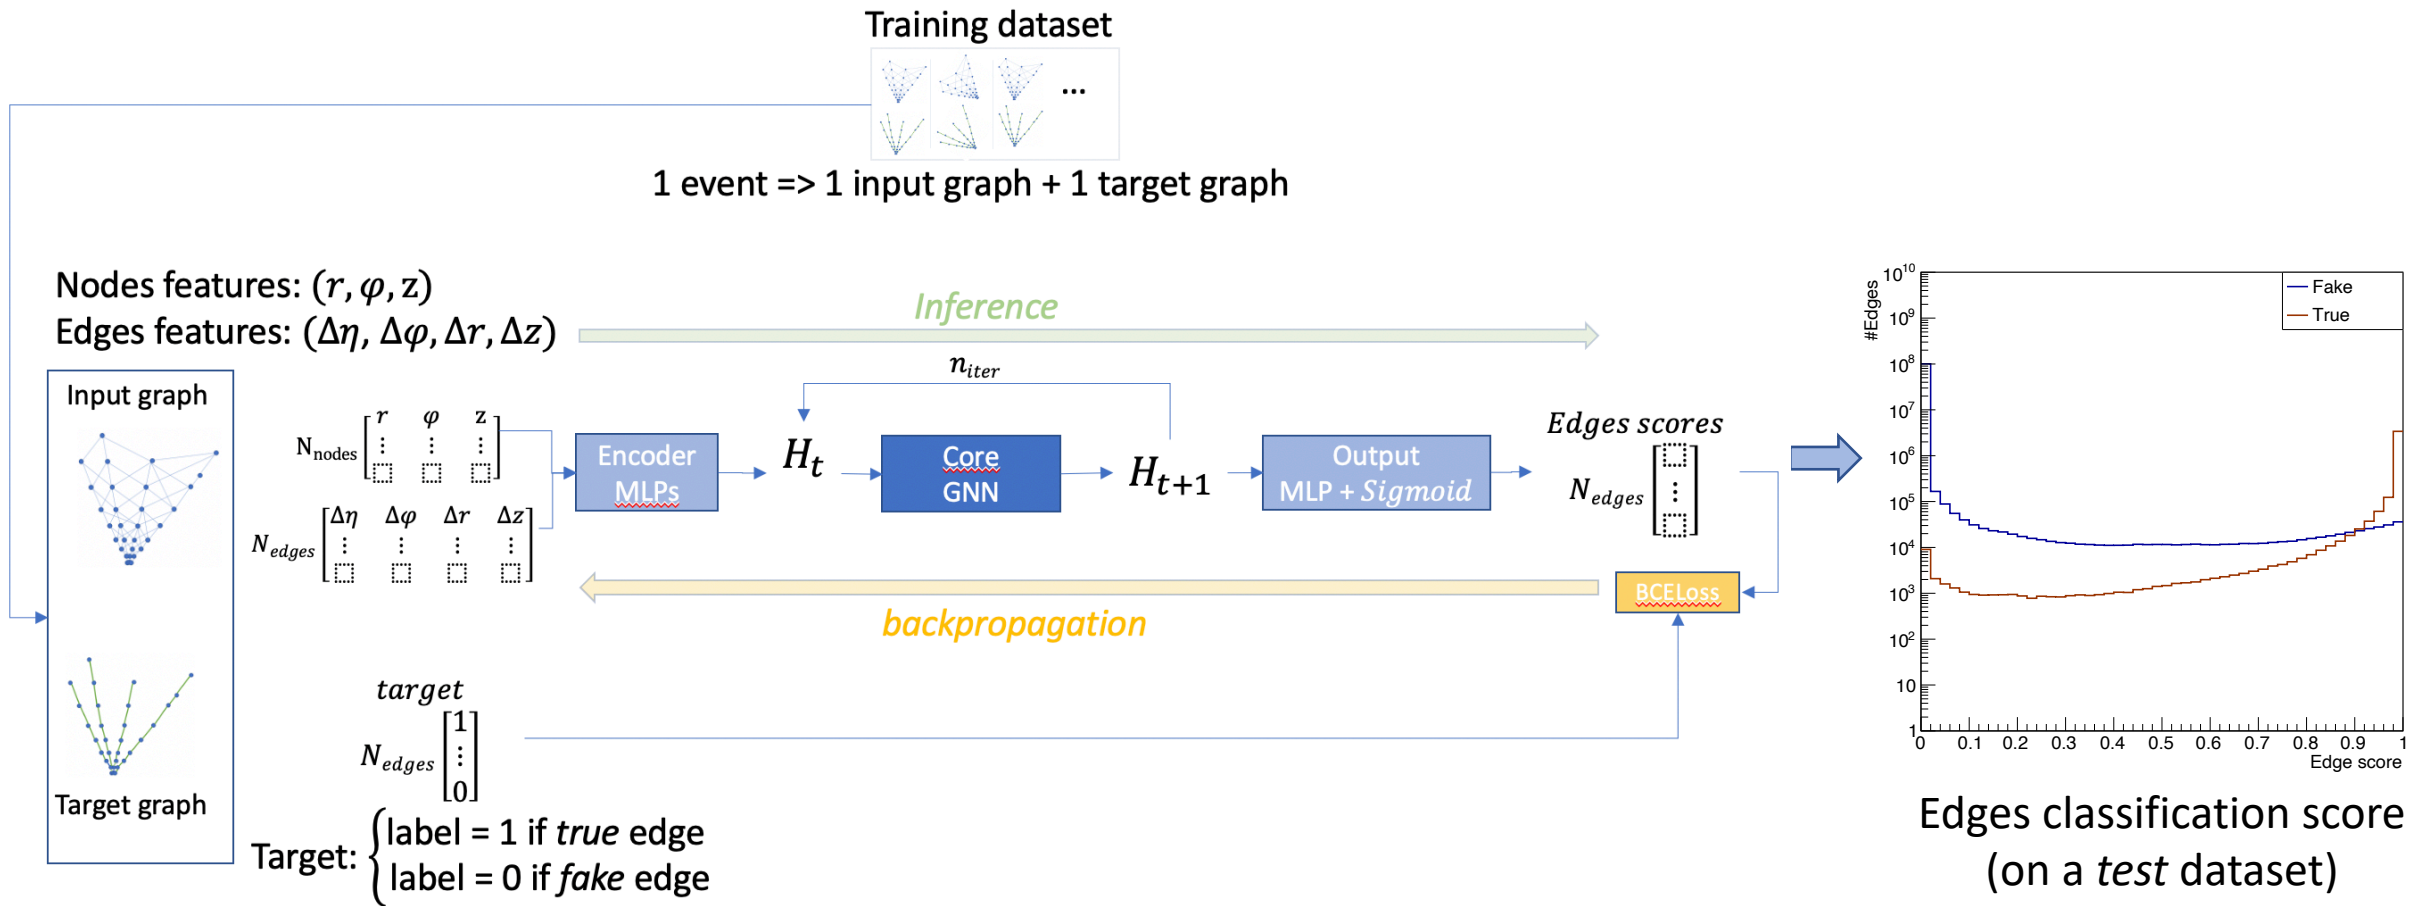 Training dataset
...
1 event => 1 input graph + 1 target graph
Nodes features: (r, φ, z)
Edges features: (Δη, Δφ, Δr, Δz)
Inference
n_iter
Input graph
r φ z
N_nodes
Δη Δφ Δr Δz
N_edges
Encoder
MLPs
H_t
Core
GNN
H_{t+1}
Output
MLP + Sigmoid
Edges scores
N_edges
BCELoss
backpropagation
Target graph
target
N_edges
1
⋮
0
Target: { label = 1 if true edge
label = 0 if fake edge
#Edges
10^10
10^9
10^8
10^7
10^6
10^5
10^4
10^3
10^2
10
1
Fake
True
0 0.1 0.2 0.3 0.4 0.5 0.6 0.7 0.8 0.9 1
Edge score
Edges classification score
(on a test dataset)